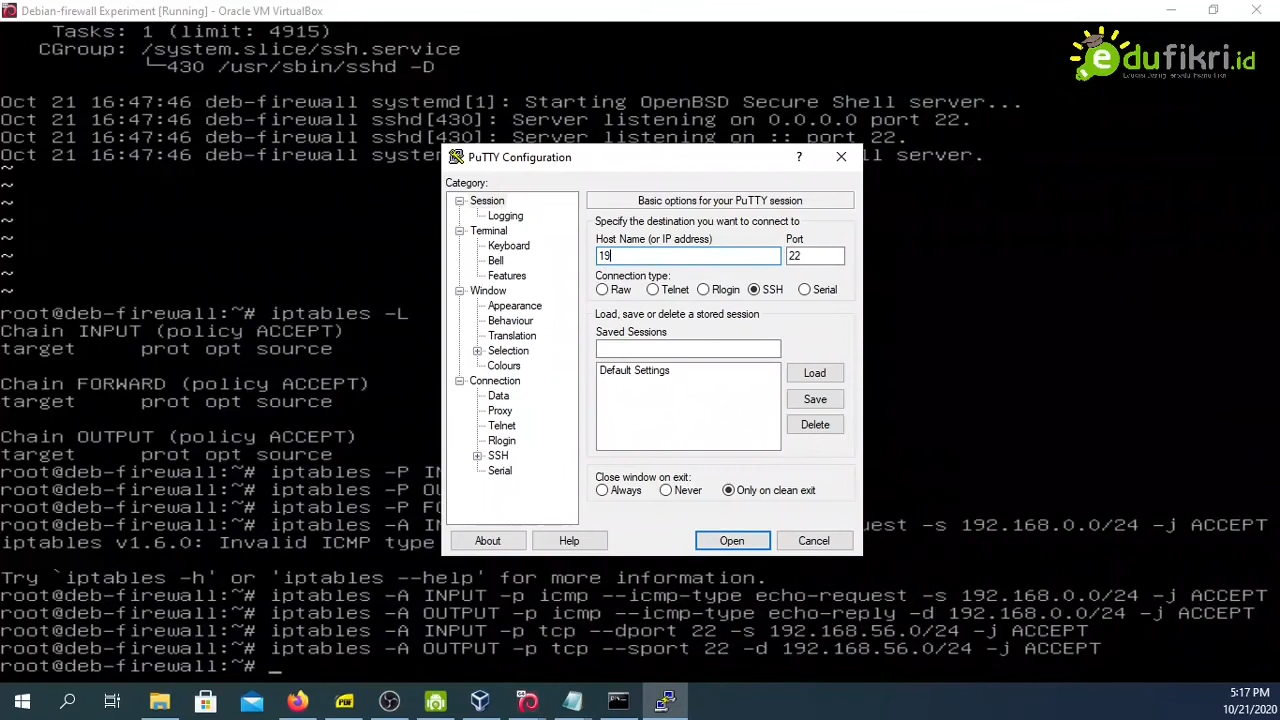 Debian-firewall Experiment [Running] - Oracle VM VirtualBox
Tasks: 1 (limit: 4915)
CGroup: /system.slice/ssh.service
└─430 /usr/sbin/sshd -D
edufikri.id
Oct 21 16:47:46 deb-firewall systemd[1]: Starting OpenBSD Secure Shell server...
Oct 21 16:47:46 deb-firewall sshd[430]: Server listening on 0.0.0.0 port 22.
Oct 21 16:47:46 deb-firewall sshd[430]: Server listening on :: port 22.
Oct 21 16:47:46 deb-firewall syste
ll server.
~
~
~
~
~
~
~
~
root@deb-firewall:~# iptables -L
Chain INPUT (policy ACCEPT)
target prot opt source
Chain FORWARD (policy ACCEPT)
target prot opt source
Chain OUTPUT (policy ACCEPT)
target prot opt source
root@deb-firewall:~# iptables -P IN
root@deb-firewall:~# iptables -P OU
root@deb-firewall:~# iptables -P FO
root@deb-firewall:~# iptables -A IN
quest -s 192.168.0.0/24 -j ACCEPT
iptables v1.6.0: Invalid ICMP type
Try `iptables -h' or 'iptables --help' for more information.
root@deb-firewall:~# iptables -A INPUT -p icmp --icmp-type echo-request -s 192.168.0.0/24 -j ACCEPT
root@deb-firewall:~# iptables -A OUTPUT -p icmp --icmp-type echo-reply -d 192.168.0.0/24 -j ACCEPT
root@deb-firewall:~# iptables -A INPUT -p tcp --dport 22 -s 192.168.56.0/24 -j ACCEPT
root@deb-firewall:~# iptables -A OUTPUT -p tcp --sport 22 -d 192.168.56.0/24 -j ACCEPT
root@deb-firewall:~# _
PuTTY Configuration
? 
Category:
Session
Logging
Terminal
Keyboard
Bell
Features
Window
Appearance
Behaviour
Translation
Selection
Colours
Connection
Data
Proxy
Telnet
Rlogin
SSH
Serial
Basic options for your PuTTY session
Specify the destination you want to connect to
Host Name (or IP address) Port
19 22
Connection type:
Raw Telnet Rlogin SSH Serial
Load, save or delete a stored session
Saved Sessions
Default Settings
Load
Save
Delete
Close window on exit:
Always Never Only on clean exit
About Help Open Cancel
5:17 PM
10/21/2020